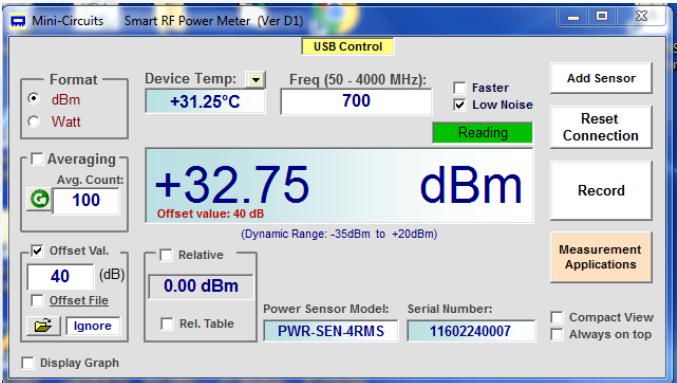 Mini-Circuits Smart RF Power Meter (Ver D1)
USB Control
Format
dBm
Watt
Device Temp:
+31.25°C
Freq (50 - 4000 MHz):
700
Faster
Low Noise
Reading
Add Sensor
Reset
Connection
Record
Measurement
Applications
Averaging
Avg. Count:
100
+32.75 dBm
Offset value: 40 dB
(Dynamic Range: -35dBm to +20dBm)
Offset Val.
40 (dB)
Offset File
Ignore
Relative
0.00 dBm
Rel. Table
Power Sensor Model:
PWR-SEN-4RMS
Serial Number:
11602240007
Compact View
Always on top
Display Graph